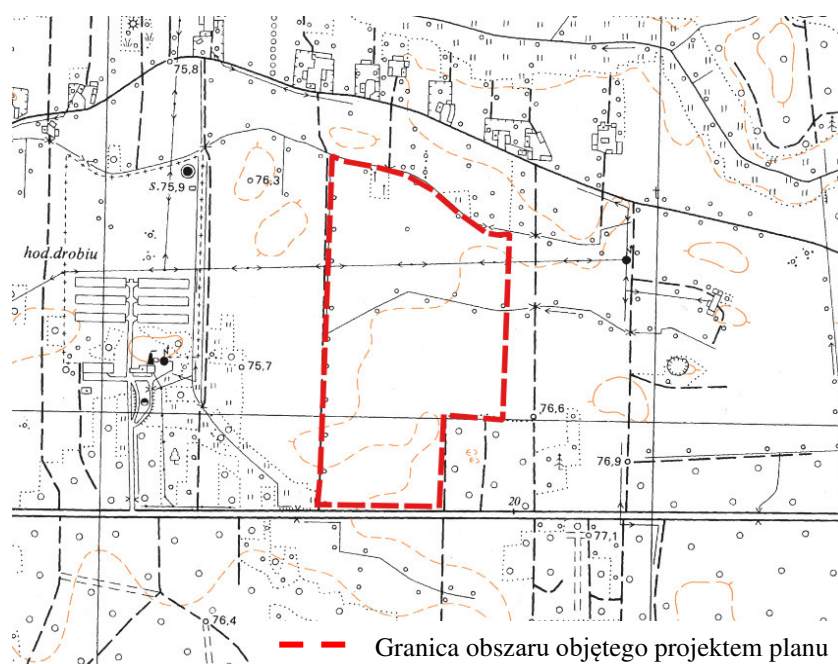 75,8
76,3
s.75,9
hod.drobiu
75,7
76,6
76,9
20
77,1
76,4
Granica obszaru objętego projektem planu